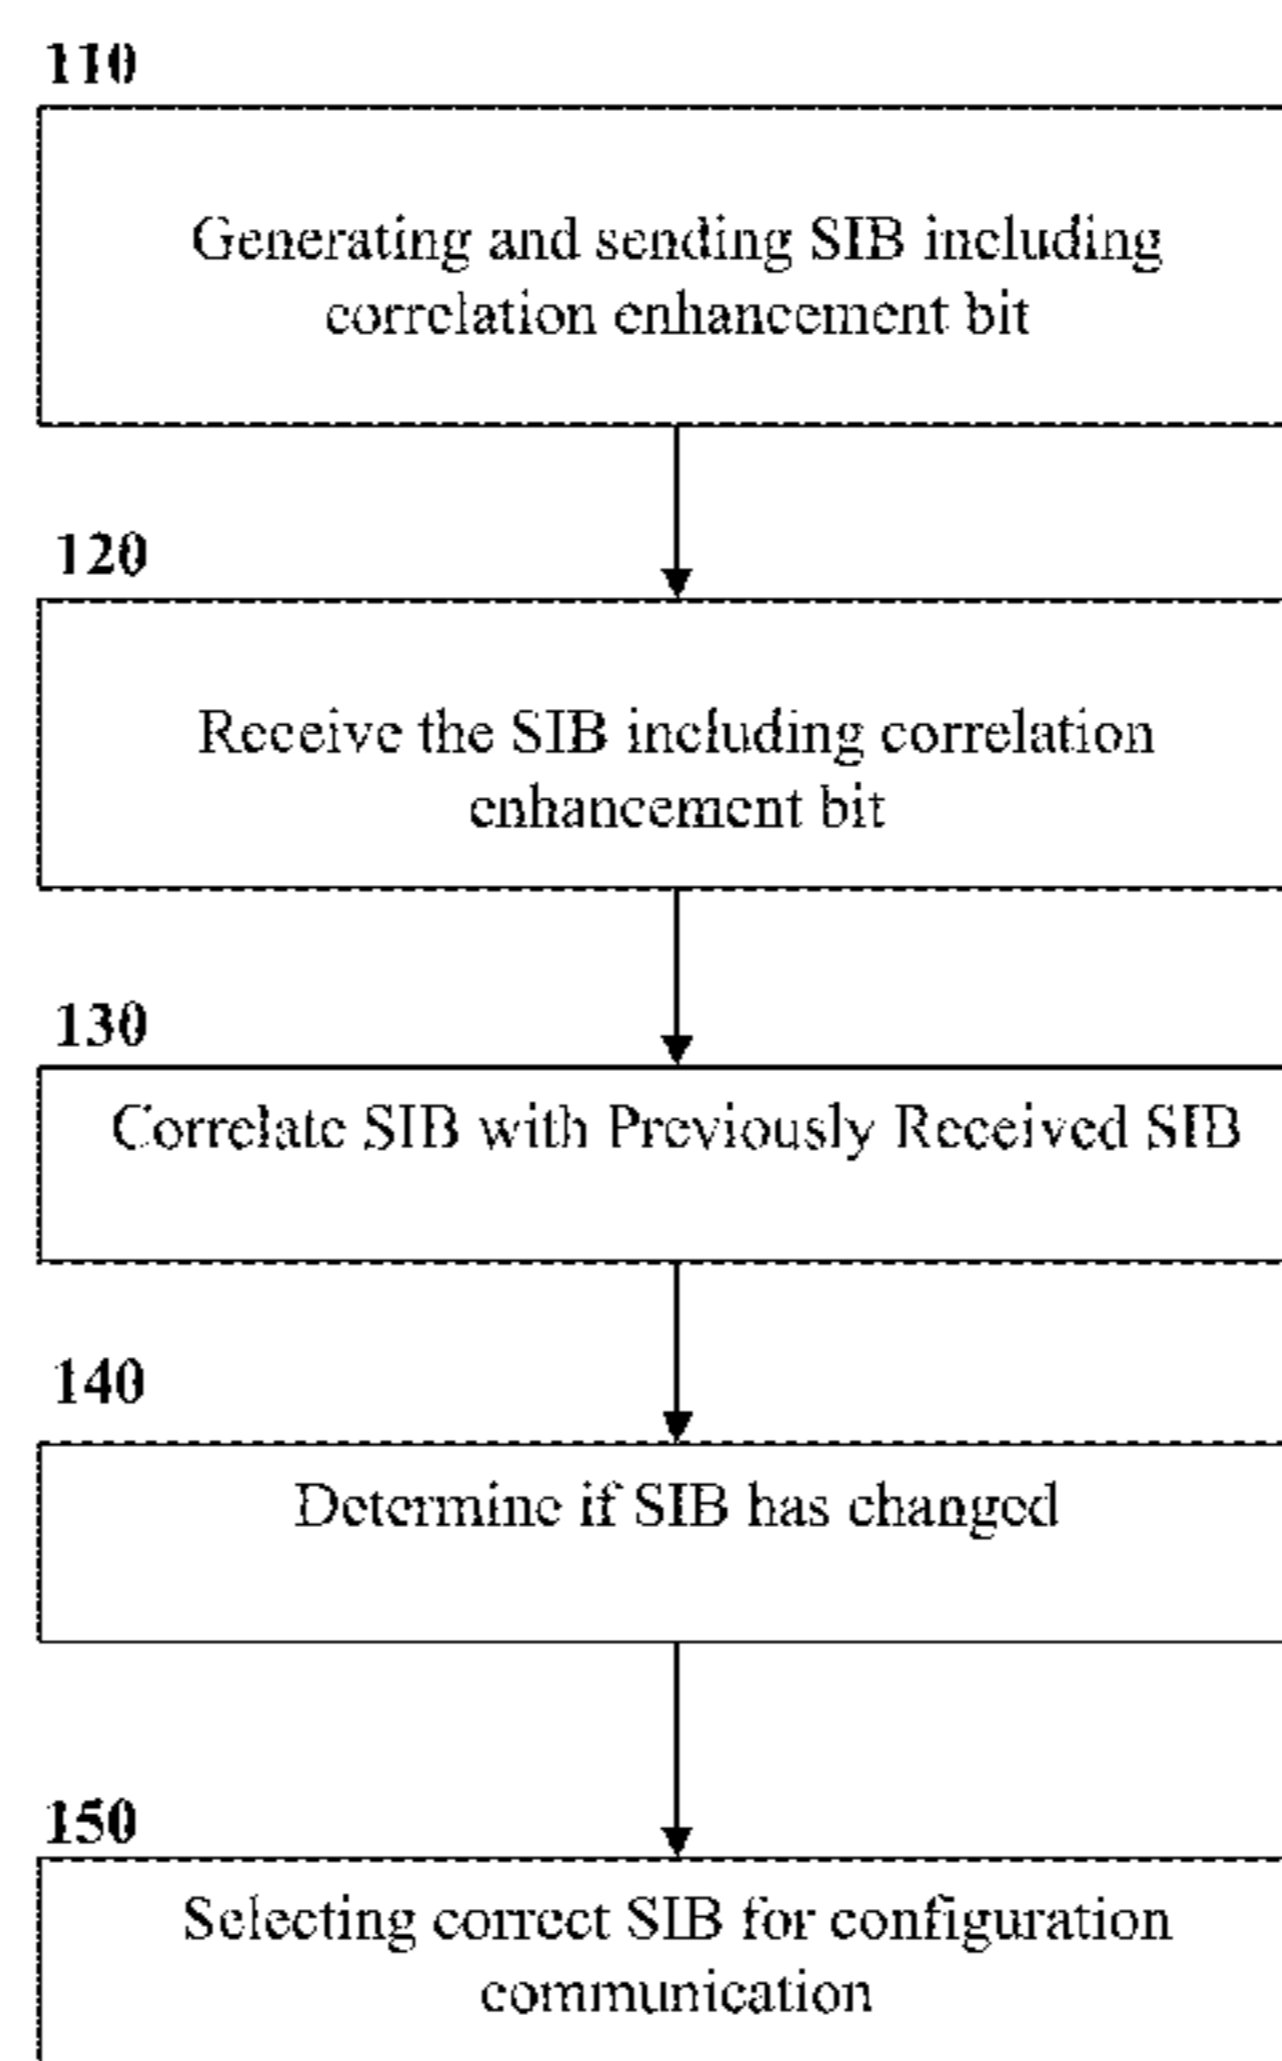 110
Generating and sending SIB including
correlation enhancement bit
120
Receive the SIB including correlation
enhancement bit
130
Correlate SIB with Previously Received SIB
140
Determine if SIB has changed
150
Selecting correct SIB for configuration
communication